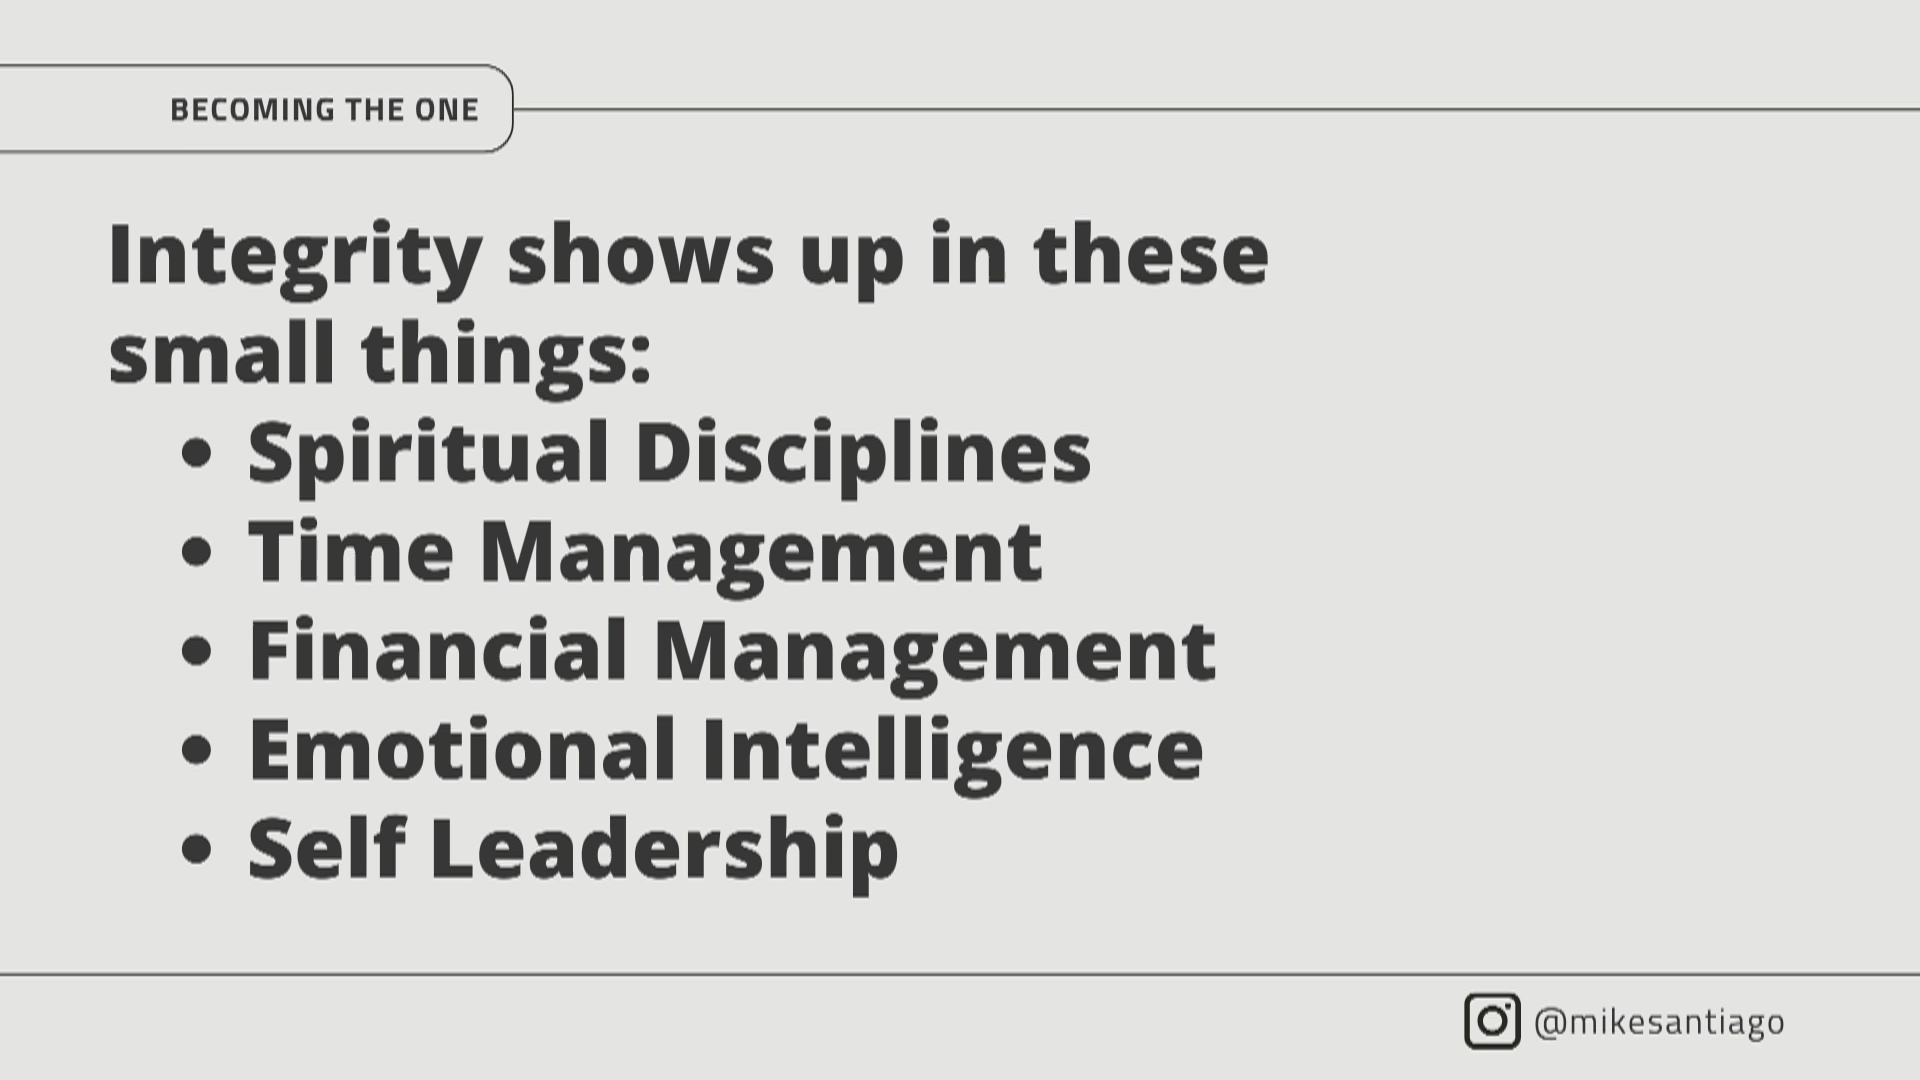 BECOMING THE ONE
Integrity shows up in these
small things:
• Spiritual Disciplines
• Time Management
• Financial Management
• Emotional Intelligence
• Self Leadership
@mikesantiago